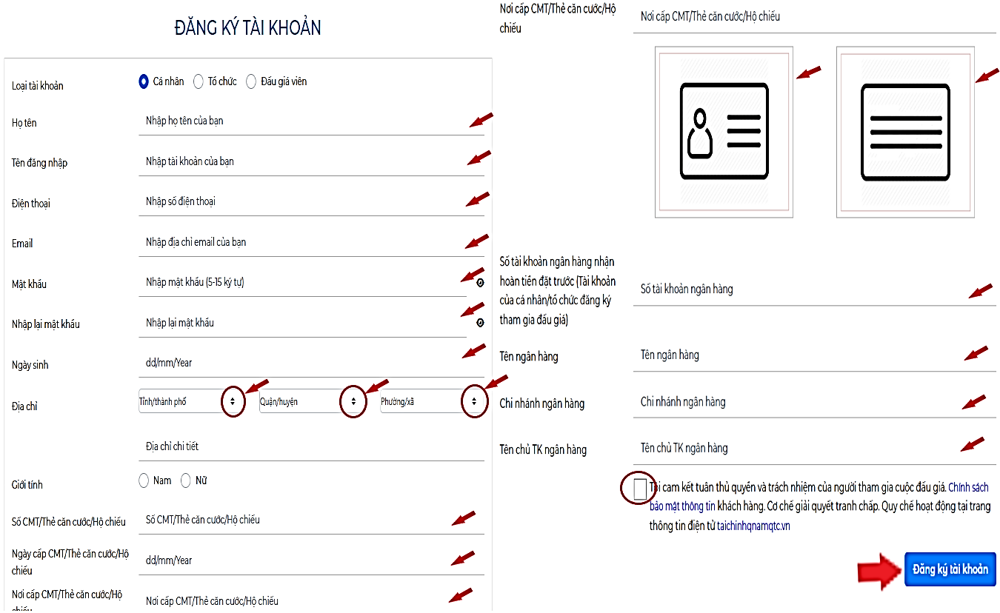 ĐĂNG KÝ TÀI KHOẢN
Loại tài khoản
Cá nhân Tổ chức Đấu giá viên
Họ tên
Nhập họ tên của bạn
Tên đăng nhập
Nhập tài khoản của bạn
Điện thoại
Nhập số điện thoại
Email
Nhập địa chỉ email của bạn
Mật khẩu
Nhập mật khẩu (5-15 ký tự)
Nhập lại mật khẩu
Nhập lại mật khẩu
Ngày sinh
dd/mm/Year
Địa chỉ
Tỉnh/thành phố Quận/huyện Phường/xã
Địa chỉ chi tiết
Giới tính
Nam Nữ
Số CMT/Thẻ căn cước/Hộ chiếu
Số CMT/Thẻ căn cước/Hộ chiếu
Ngày cấp CMT/Thẻ căn cước/Hộ
chiếu
dd/mm/Year
Nơi cấp CMT/Thẻ căn cước/Hộ
chiếu
Nơi cấp CMT/Thẻ căn cước/Hộ chiếu
Nơi cấp CMT/Thẻ căn cước/Hộ
chiếu
Nơi cấp CMT/Thẻ căn cước/Hộ chiếu
Số tài khoản ngân hàng nhận
hoàn tiền đặt trước (Tài khoản
của cá nhân/tổ chức đăng ký
tham gia đấu giá)
Số tài khoản ngân hàng
Tên ngân hàng
Tên ngân hàng
Chi nhánh ngân hàng
Chi nhánh ngân hàng
Tên chủ TK ngân hàng
Tên chủ TK ngân hàng
Tôi cam kết tuân thủ quyền và trách nhiệm của người tham gia cuộc đấu giá. Chính sách
bảo mật thông tin khách hàng. Cơ chế giải quyết tranh chấp. Quy chế hoạt động tại trang
thông tin điện tử taichinhqnamqtc.vn
Đăng ký tài khoản